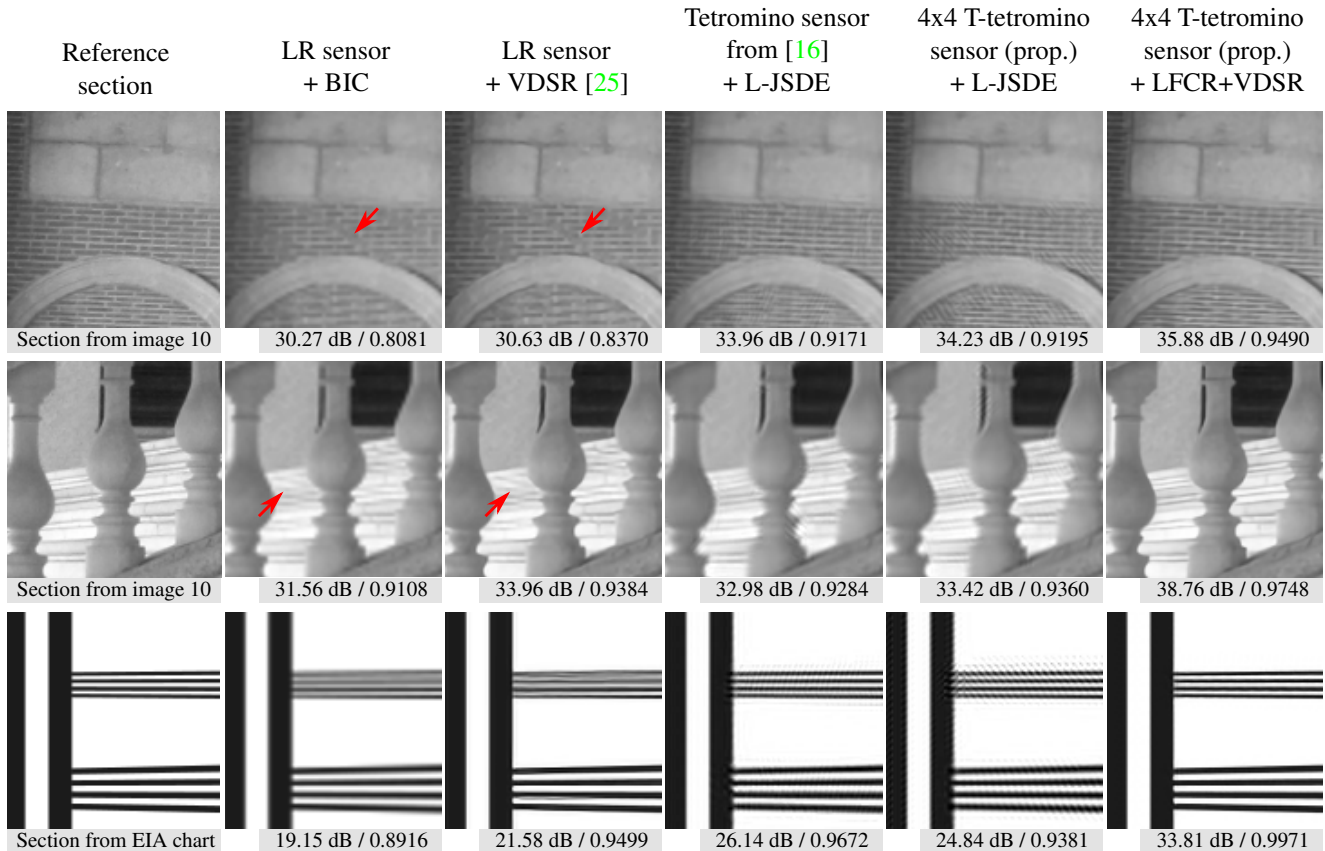 Reference
section
LR sensor
+ BIC
LR sensor
+ VDSR [25]
Tetromino sensor
from [16]
+ L-JSDE
4x4 T-tetromino
sensor (prop.)
+ L-JSDE
4x4 T-tetromino
sensor (prop.)
+ LFCR+VDSR
Section from image 10
30.27 dB / 0.8081
30.63 dB / 0.8370
33.96 dB / 0.9171
34.23 dB / 0.9195
35.88 dB / 0.9490
Section from image 10
31.56 dB / 0.9108
33.96 dB / 0.9384
32.98 dB / 0.9284
33.42 dB / 0.9360
38.76 dB / 0.9748
Section from EIA chart
19.15 dB / 0.8916
21.58 dB / 0.9499
26.14 dB / 0.9672
24.84 dB / 0.9381
33.81 dB / 0.9971